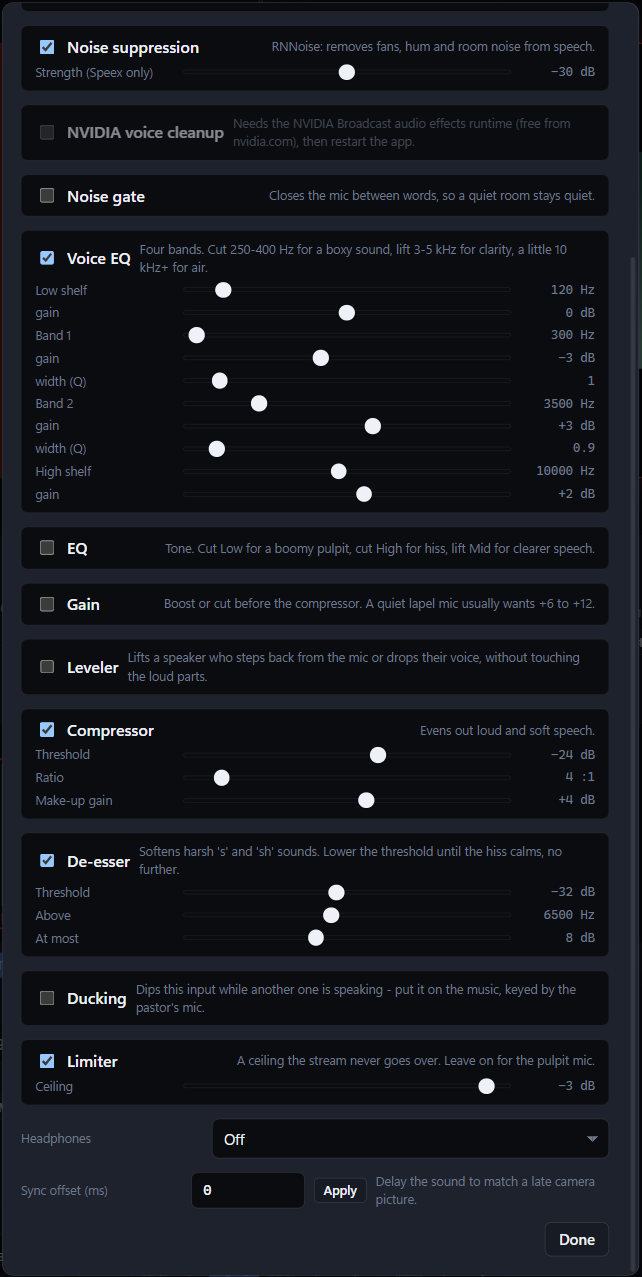 Noise suppression RNNoise: removes fans, hum and room noise from speech.
Strength (Speex only) −30 dB
NVIDIA voice cleanup Needs the NVIDIA Broadcast audio effects runtime (free from
nvidia.com), then restart the app.
Noise gate Closes the mic between words, so a quiet room stays quiet.
Voice EQ Four bands. Cut 250-400 Hz for a boxy sound, lift 3-5 kHz for clarity, a little 10
kHz+ for air.
Low shelf 120 Hz
gain 0 dB
Band 1 300 Hz
gain −3 dB
width (Q) 1
Band 2 3500 Hz
gain +3 dB
width (Q) 0.9
High shelf 10000 Hz
gain +2 dB
EQ Tone. Cut Low for a boomy pulpit, cut High for hiss, lift Mid for clearer speech.
Gain Boost or cut before the compressor. A quiet lapel mic usually wants +6 to +12.
Leveler Lifts a speaker who steps back from the mic or drops their voice, without touching
the loud parts.
Compressor Evens out loud and soft speech.
Threshold −24 dB
Ratio 4 :1
Make-up gain +4 dB
De-esser Softens harsh 's' and 'sh' sounds. Lower the threshold until the hiss calms, no
further.
Threshold −32 dB
Above 6500 Hz
At most 8 dB
Ducking Dips this input while another one is speaking - put it on the music, keyed by the
pastor's mic.
Limiter A ceiling the stream never goes over. Leave on for the pulpit mic.
Ceiling −3 dB
Headphones Off
Sync offset (ms) 0 Apply Delay the sound to match a late camera
picture.
Done